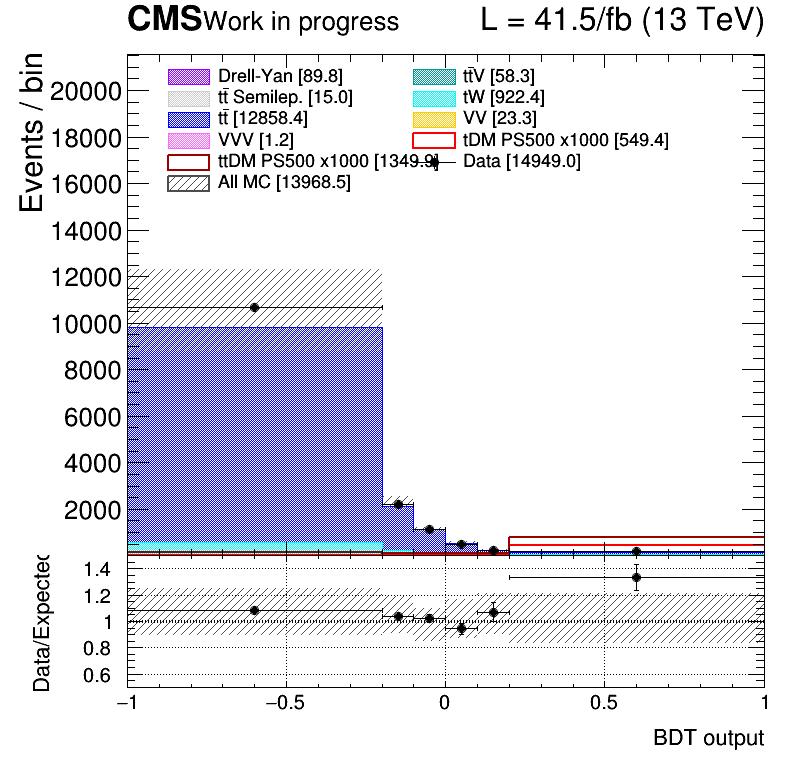 CMS Work in progress L = 41.5/fb (13 TeV)
Events / bin
20000
18000
16000
14000
12000
10000
8000
6000
4000
2000
Drell-Yan [89.8]
tt̄V [58.3]
tt̄ Semilep. [15.0]
tW [922.4]
tt̄ [12858.4]
VV [23.3]
VVV [1.2]
tDM PS500 x1000 [549.4]
ttDM PS500 x1000 [1349.9]
Data [14949.0]
All MC [13968.5]
Data/Expected
1.4
1.2
1
0.8
0.6
−1 −0.5 0 0.5 1
BDT output